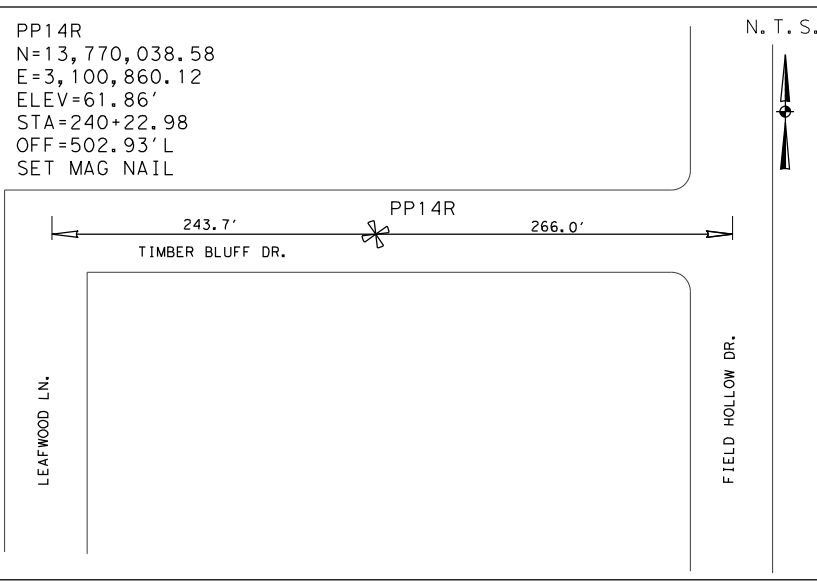 PP14R
N=13,770,038.58
E=3,100,860.12
ELEV=61.86'
STA=240+22.98
OFF=502.93'L
SET MAG NAIL
N.T.S.
PP14R
243.7'
266.0'
TIMBER BLUFF DR.
LEAFWOOD LN.
FIELD HOLLOW DR.